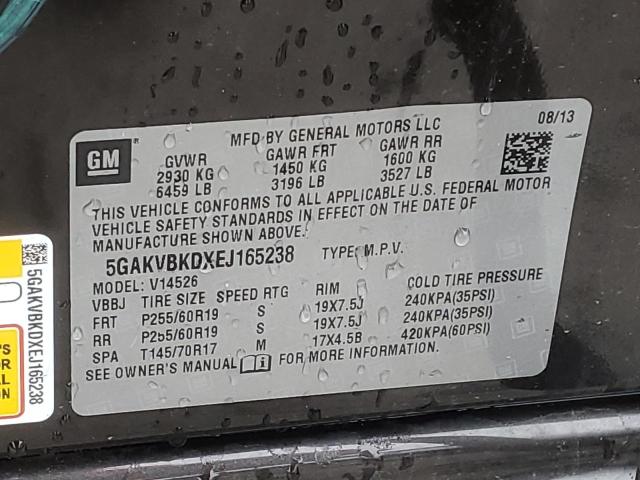 08/13
MFD BY GENERAL MOTORS LLC
GM
GVWR GAWR FRT GAWR RR
2930 KG 1450 KG 1600 KG
6459 LB 3196 LB 3527 LB
THIS VEHICLE CONFORMS TO ALL APPLICABLE U.S. FEDERAL MOTOR
VEHICLE SAFETY STANDARDS IN EFFECT ON THE DATE OF
MANUFACTURE SHOWN ABOVE.
5GAKVBKDXEJ165238 TYPE: M.P.V.
MODEL: V14526
VBBJ TIRE SIZE SPEED RTG RIM COLD TIRE PRESSURE
FRT P255/60R19 S 19X7.5J 240KPA(35PSI)
RR P255/60R19 S 19X7.5J 240KPA(35PSI)
SPA T145/70R17 M 17X4.5B 420KPA(60PSI)
SEE OWNER'S MANUAL FOR MORE INFORMATION.
5GAKVBKDXEJ165238